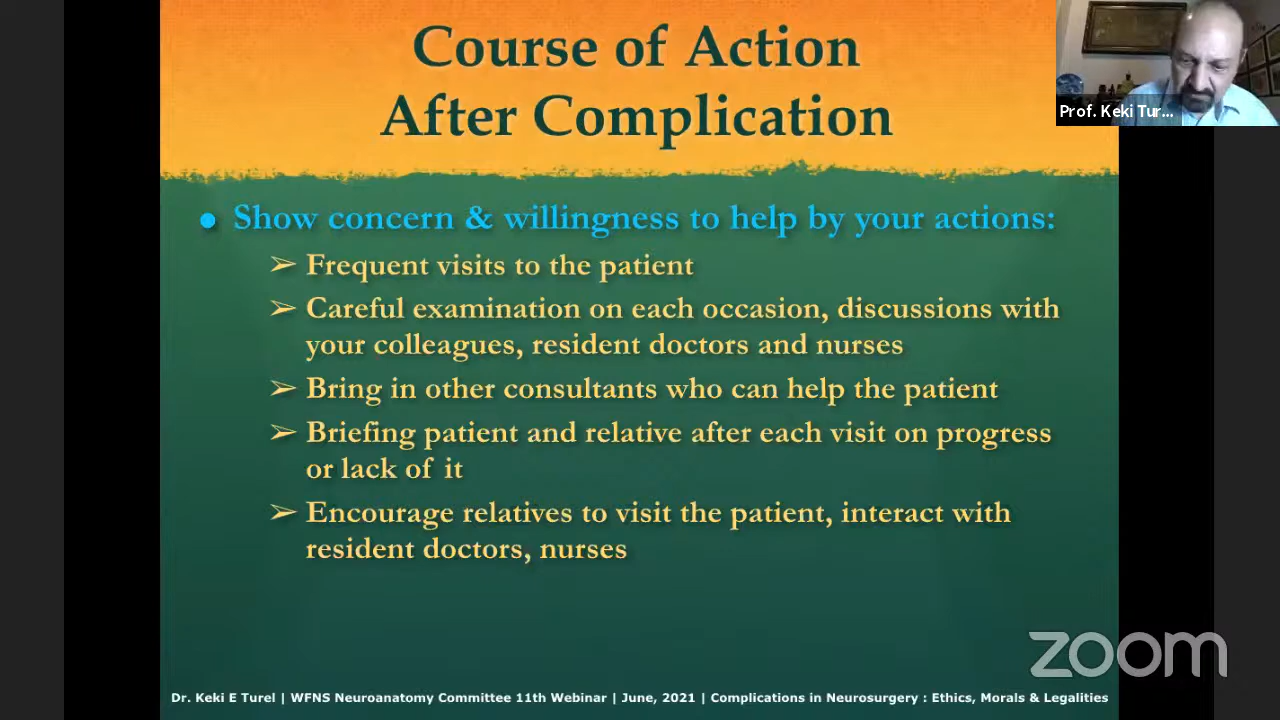 Course of Action
After Complication
Prof. Keki Tur...
• Show concern & willingness to help by your actions:
➢ Frequent visits to the patient
➢ Careful examination on each occasion, discussions with
your colleagues, resident doctors and nurses
➢ Bring in other consultants who can help the patient
➢ Briefing patient and relative after each visit on progress
or lack of it
➢ Encourage relatives to visit the patient, interact with
resident doctors, nurses
zoom
Dr. Keki E Turel | WFNS Neuroanatomy Committee 11th Webinar | June, 2021 | Complications in Neurosurgery : Ethics, Morals & Legalities